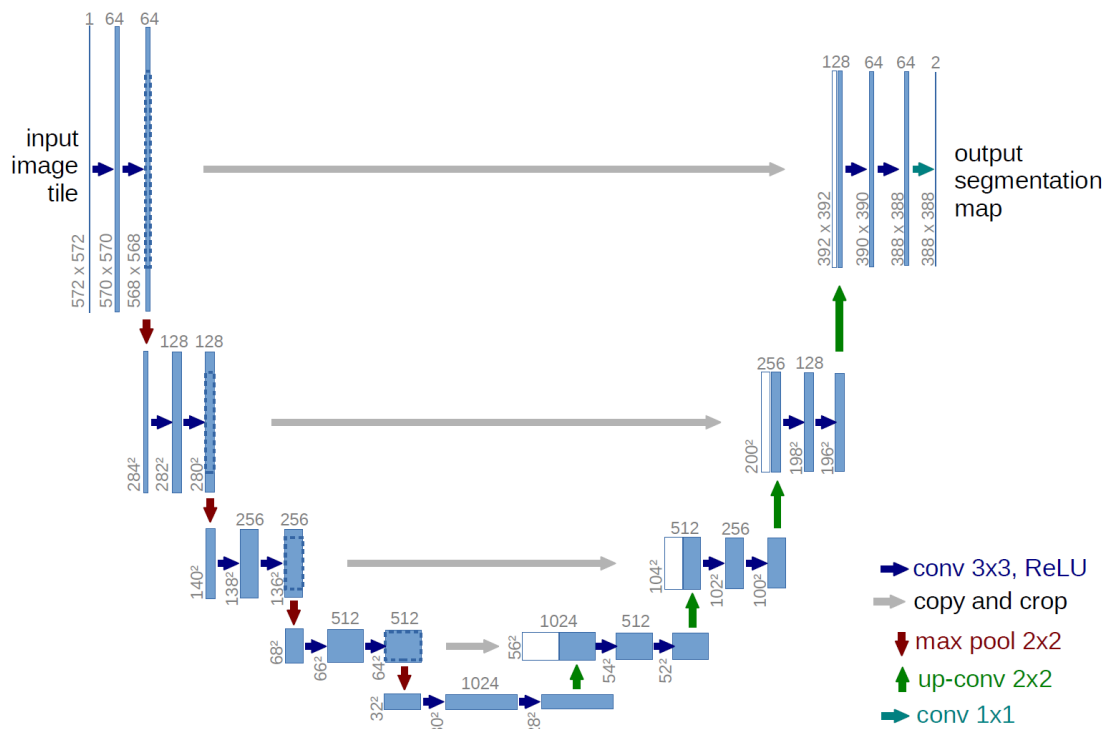 1 64 64
128 64 64 2
input
image
tile
output
segmentation
map
572 x 572
570 x 570
568 x 568
392 x 392
390 x 390
388 x 388
388 x 388
128 128
256 128
284²
282²
280²
200²
198²
196²
256 256
512 256
140²
138²
136²
104²
102²
100²
512 512
1024 512
68²
66²
64²
56²
54²
52²
1024
32²
30²
28²
conv 3x3, ReLU
copy and crop
max pool 2x2
up-conv 2x2
conv 1x1